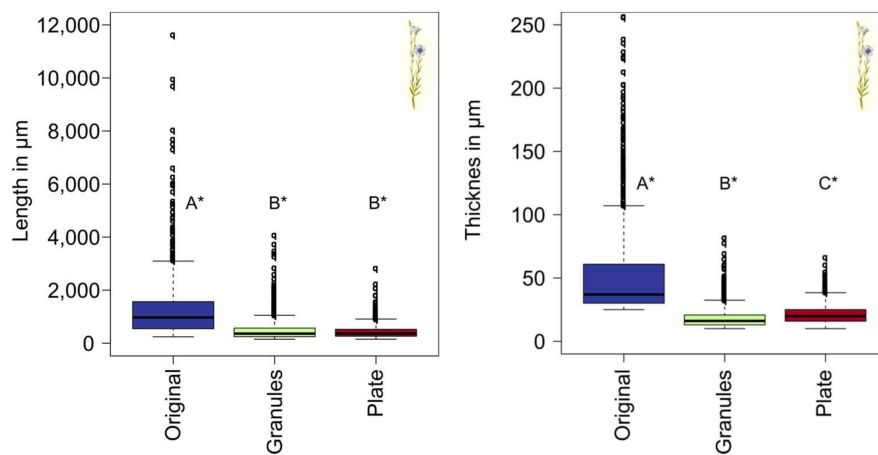 Length in µm
12,000
10,000
8,000
6,000
4,000
2,000
0
A*
B*
B*
Original
Granules
Plate
Thicknes in µm
250
200
150
100
50
0
A*
B*
C*
Original
Granules
Plate